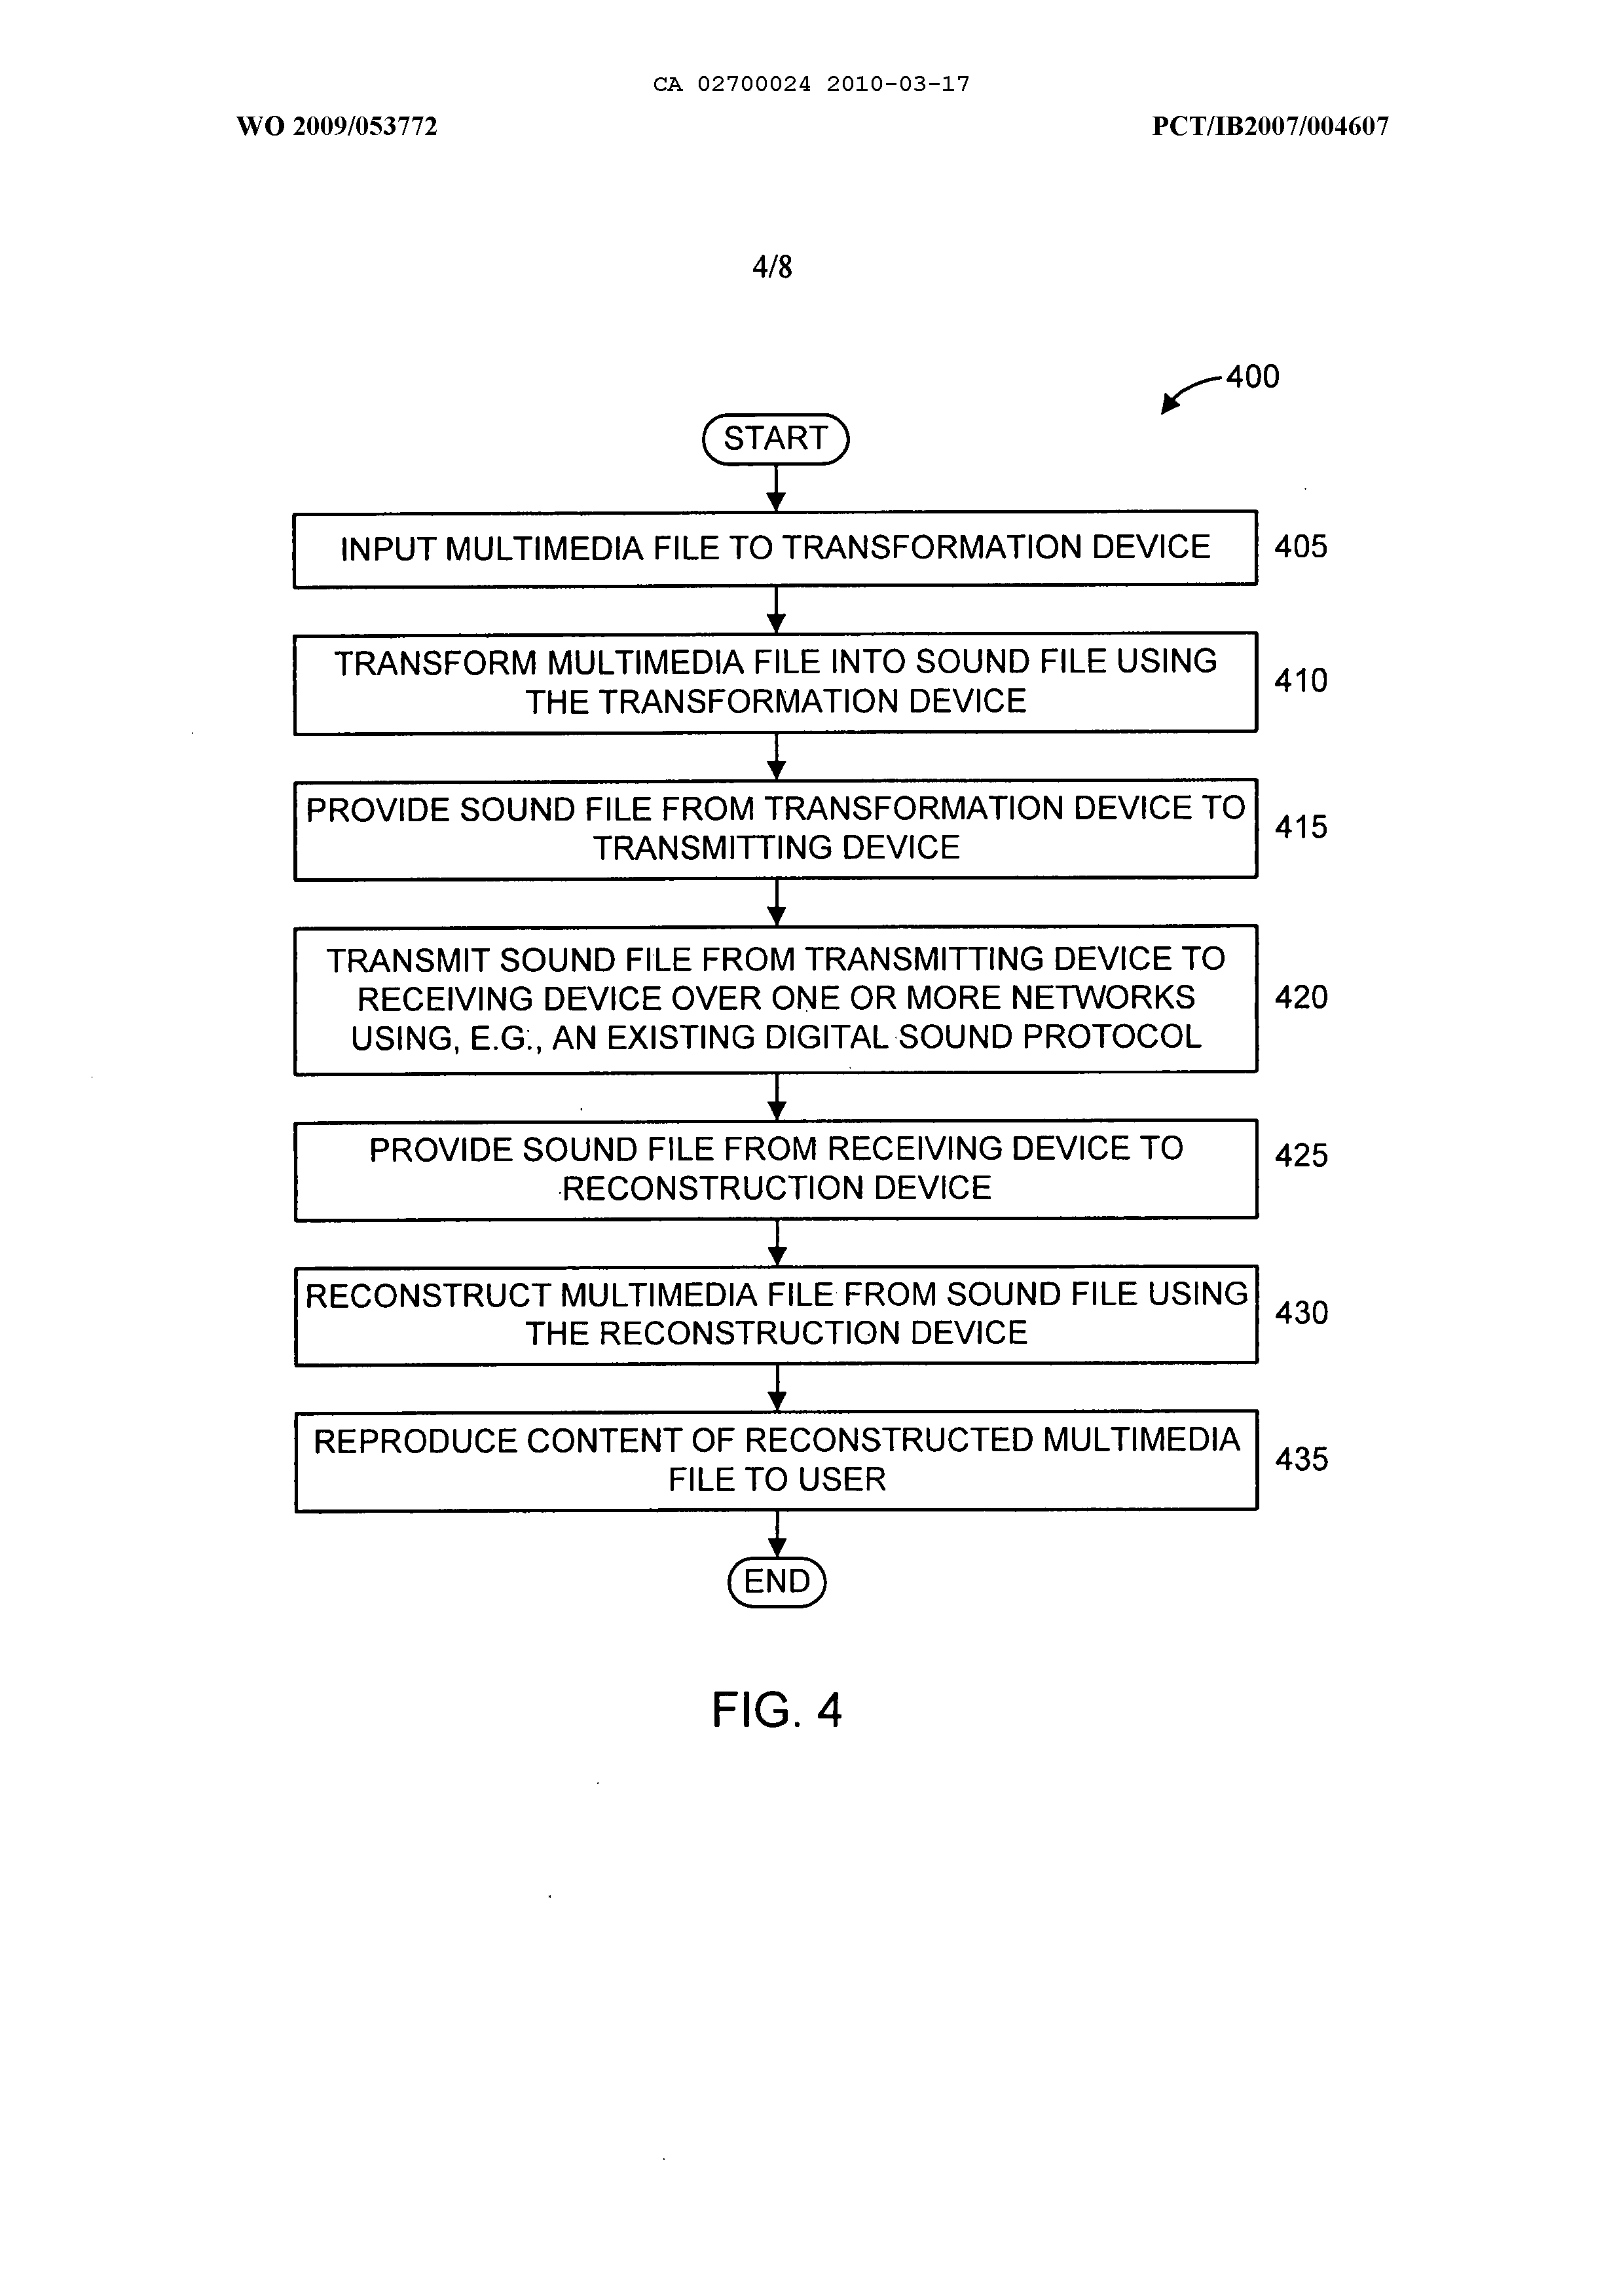 CA 02700024 2010-03-17
WO 2009/053772 PCT/IB2007/004607
4/8
400
START
INPUT MULTIMEDIA FILE TO TRANSFORMATION DEVICE 405
TRANSFORM MULTIMEDIA FILE INTO SOUND FILE USING
THE TRANSFORMATION DEVICE
410
PROVIDE SOUND FILE FROM TRANSFORMATION DEVICE TO
TRANSMITTING DEVICE
415
TRANSMIT SOUND FILE FROM TRANSMITTING DEVICE TO
RECEIVING DEVICE OVER ONE OR MORE NETWORKS
USING, E.G., AN EXISTING DIGITAL SOUND PROTOCOL
420
PROVIDE SOUND FILE FROM RECEIVING DEVICE TO
RECONSTRUCTION DEVICE
425
RECONSTRUCT MULTIMEDIA FILE FROM SOUND FILE USING
THE RECONSTRUCTION DEVICE
430
REPRODUCE CONTENT OF RECONSTRUCTED MULTIMEDIA
FILE TO USER
435
END
FIG. 4